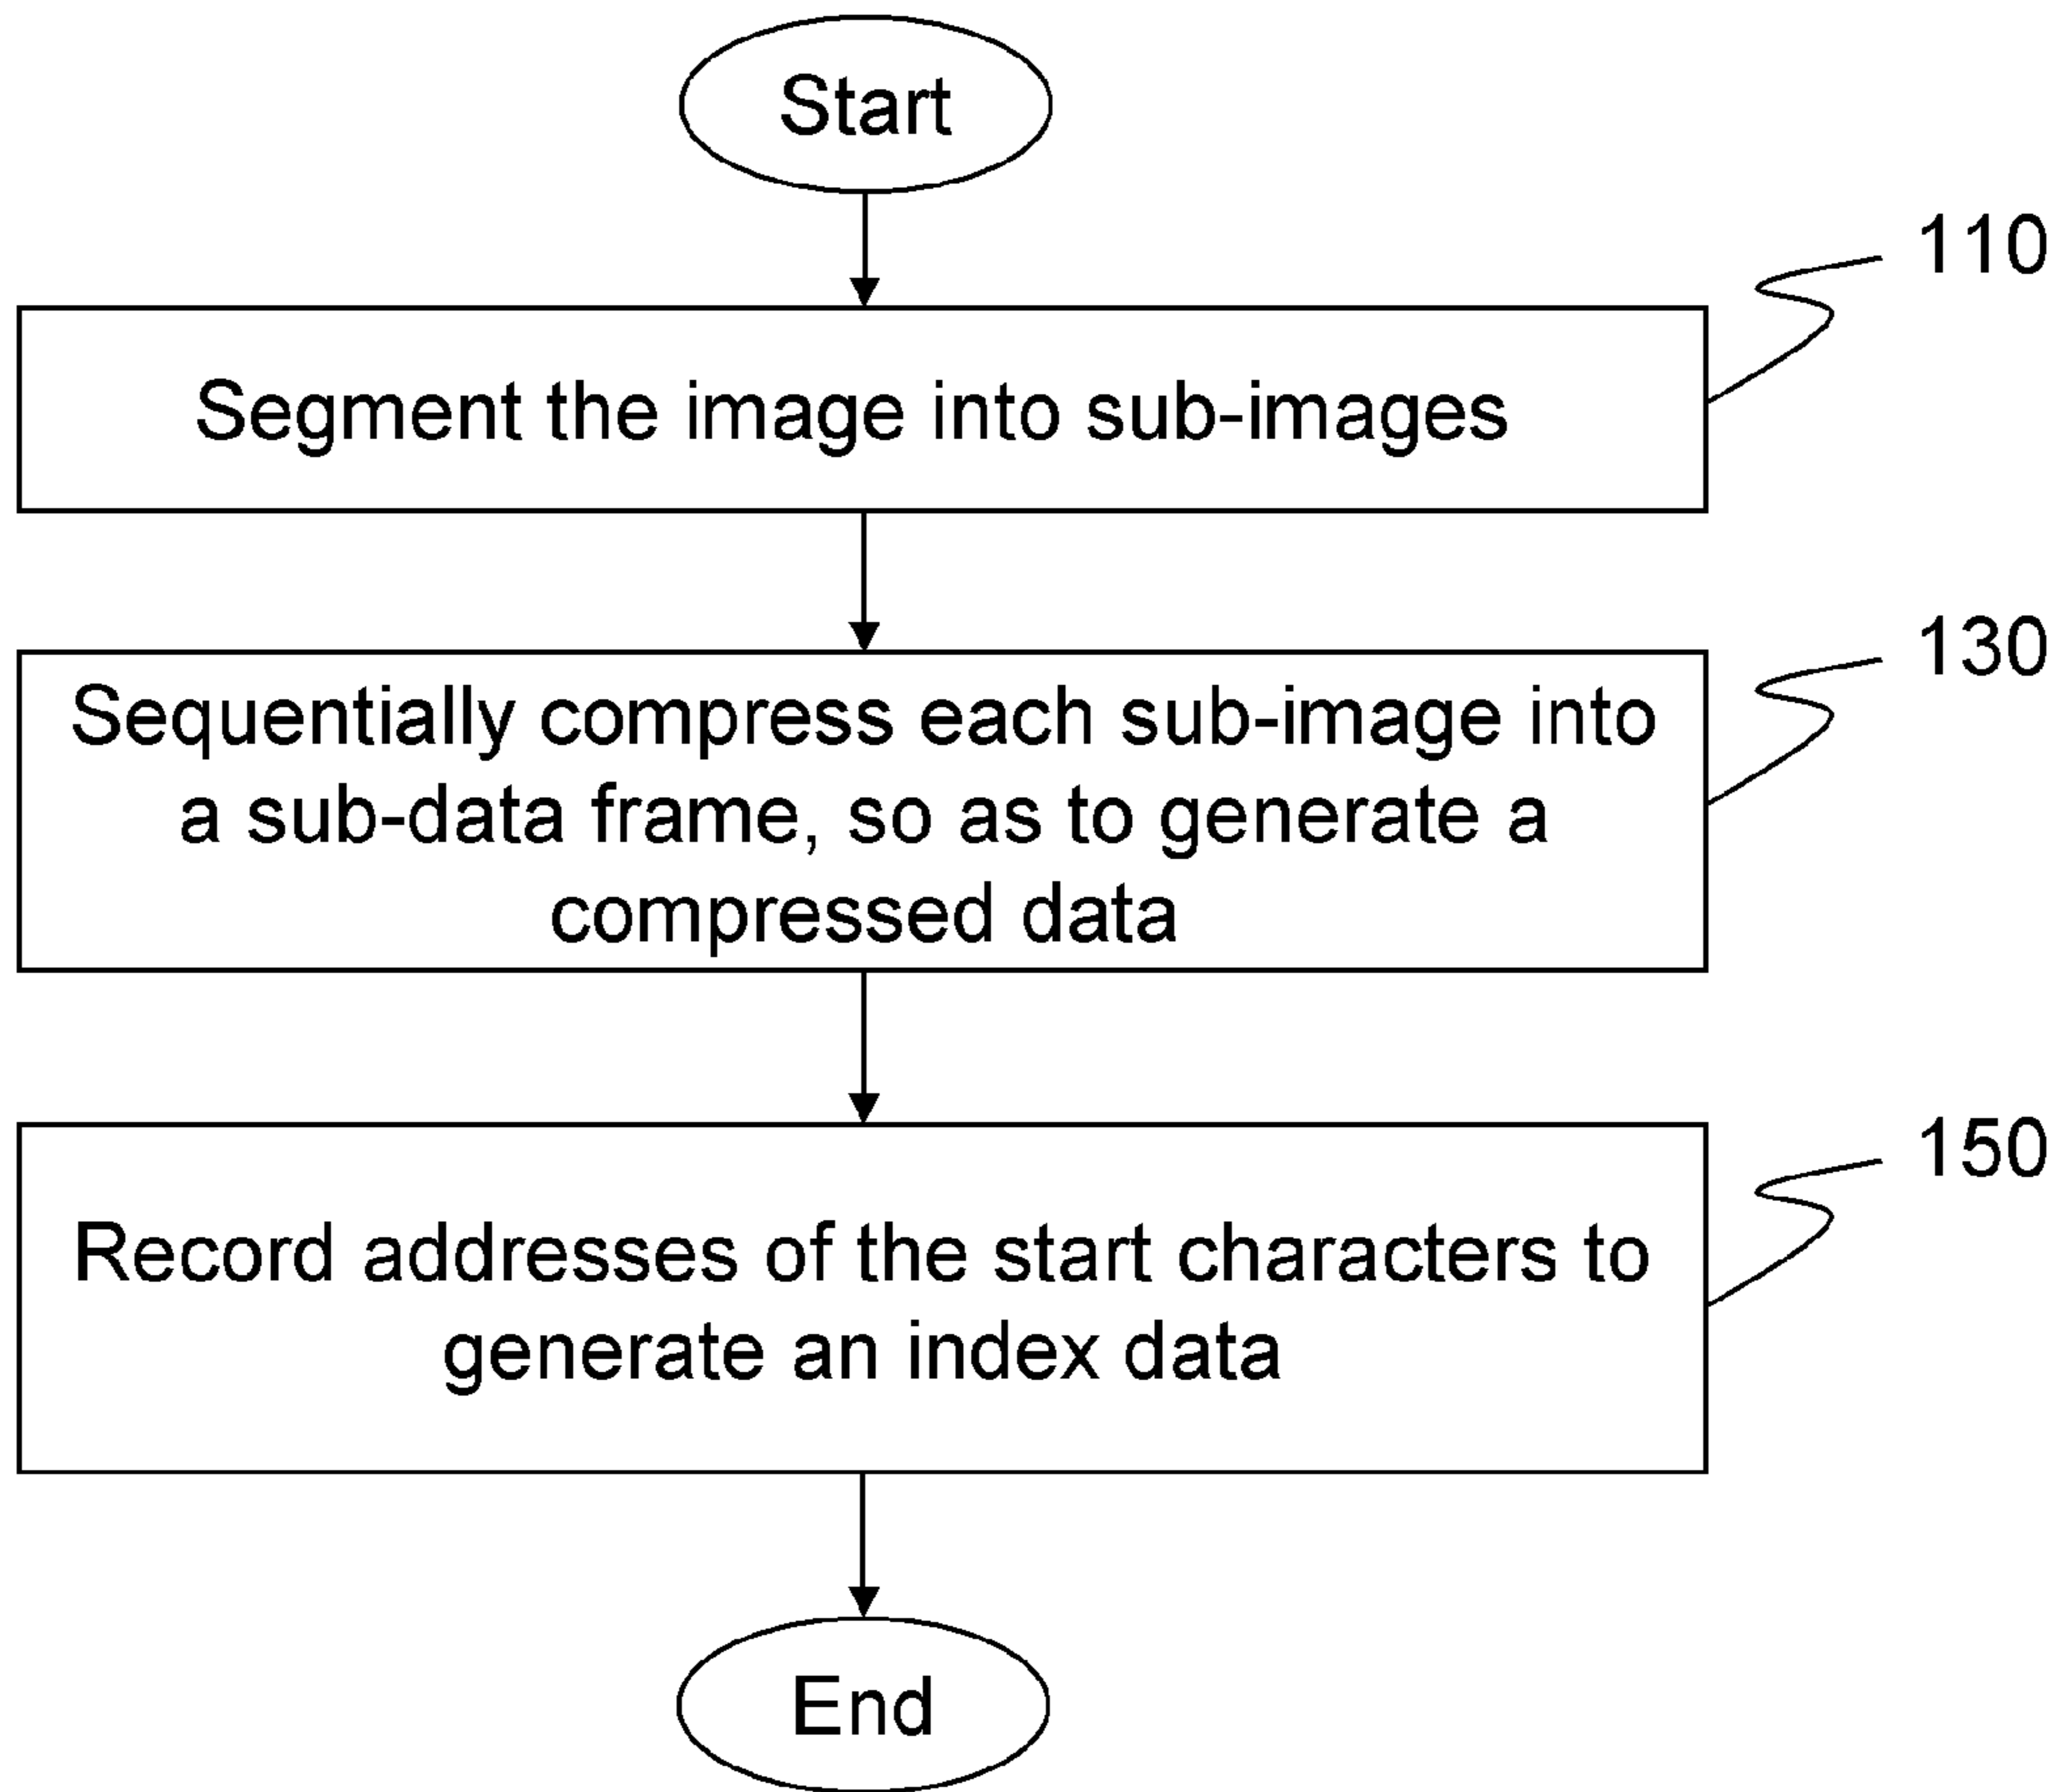 Start
110
Segment the image into sub-images
130
Sequentially compress each sub-image into
a sub-data frame, so as to generate a
compressed data
150
Record addresses of the start characters to
generate an index data
End